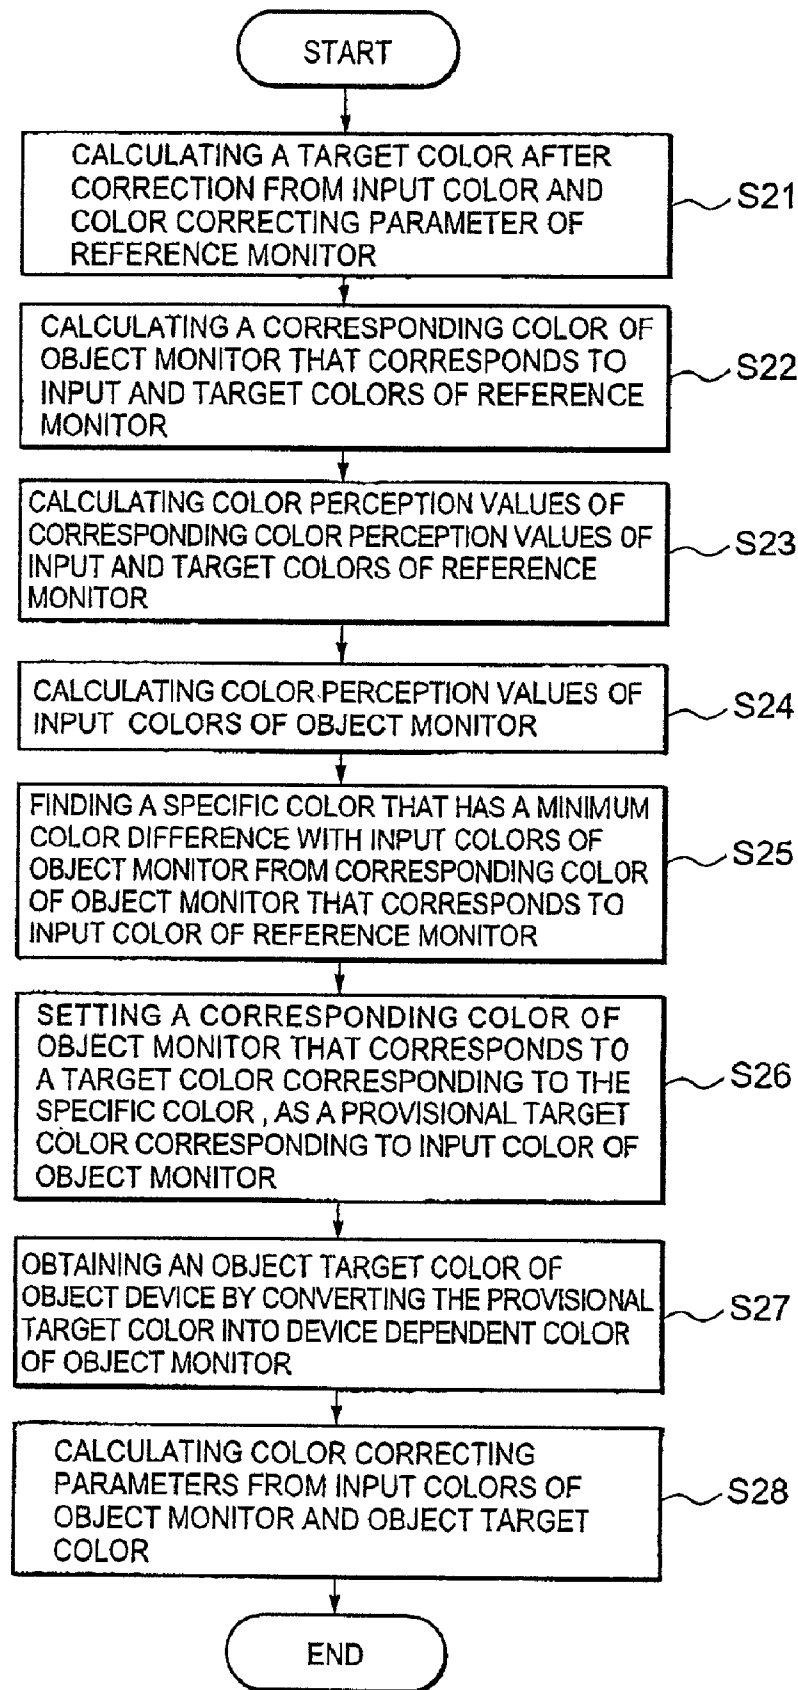 START
CALCULATING A TARGET COLOR AFTER
CORRECTION FROM INPUT COLOR AND
COLOR CORRECTING PARAMETER OF
REFERENCE MONITOR
S21
CALCULATING A CORRESPONDING COLOR OF
OBJECT MONITOR THAT CORRESPONDS TO
INPUT AND TARGET COLORS OF REFERENCE
MONITOR
S22
CALCULATING COLOR PERCEPTION VALUES OF
CORRESPONDING COLOR PERCEPTION VALUES OF
INPUT AND TARGET COLORS OF REFERENCE
MONITOR
S23
CALCULATING COLOR PERCEPTION VALUES OF
INPUT COLORS OF OBJECT MONITOR
S24
FINDING A SPECIFIC COLOR THAT HAS A MINIMUM
COLOR DIFFERENCE WITH INPUT COLORS OF
OBJECT MONITOR FROM CORRESPONDING COLOR
OF OBJECT MONITOR THAT CORRESPONDS TO
INPUT COLOR OF REFERENCE MONITOR
S25
SETTING A CORRESPONDING COLOR OF
OBJECT MONITOR THAT CORRESPONDS TO
A TARGET COLOR CORRESPONDING TO THE
SPECIFIC COLOR , AS A PROVISIONAL TARGET
COLOR CORRESPONDING TO INPUT COLOR OF
OBJECT MONITOR
S26
OBTAINING AN OBJECT TARGET COLOR OF
OBJECT DEVICE BY CONVERTING THE PROVISIONAL
TARGET COLOR INTO DEVICE DEPENDENT COLOR
OF OBJECT MONITOR
S27
CALCULATING COLOR CORRECTING
PARAMETERS FROM INPUT COLORS OF
OBJECT MONITOR AND OBJECT TARGET
COLOR
S28
END